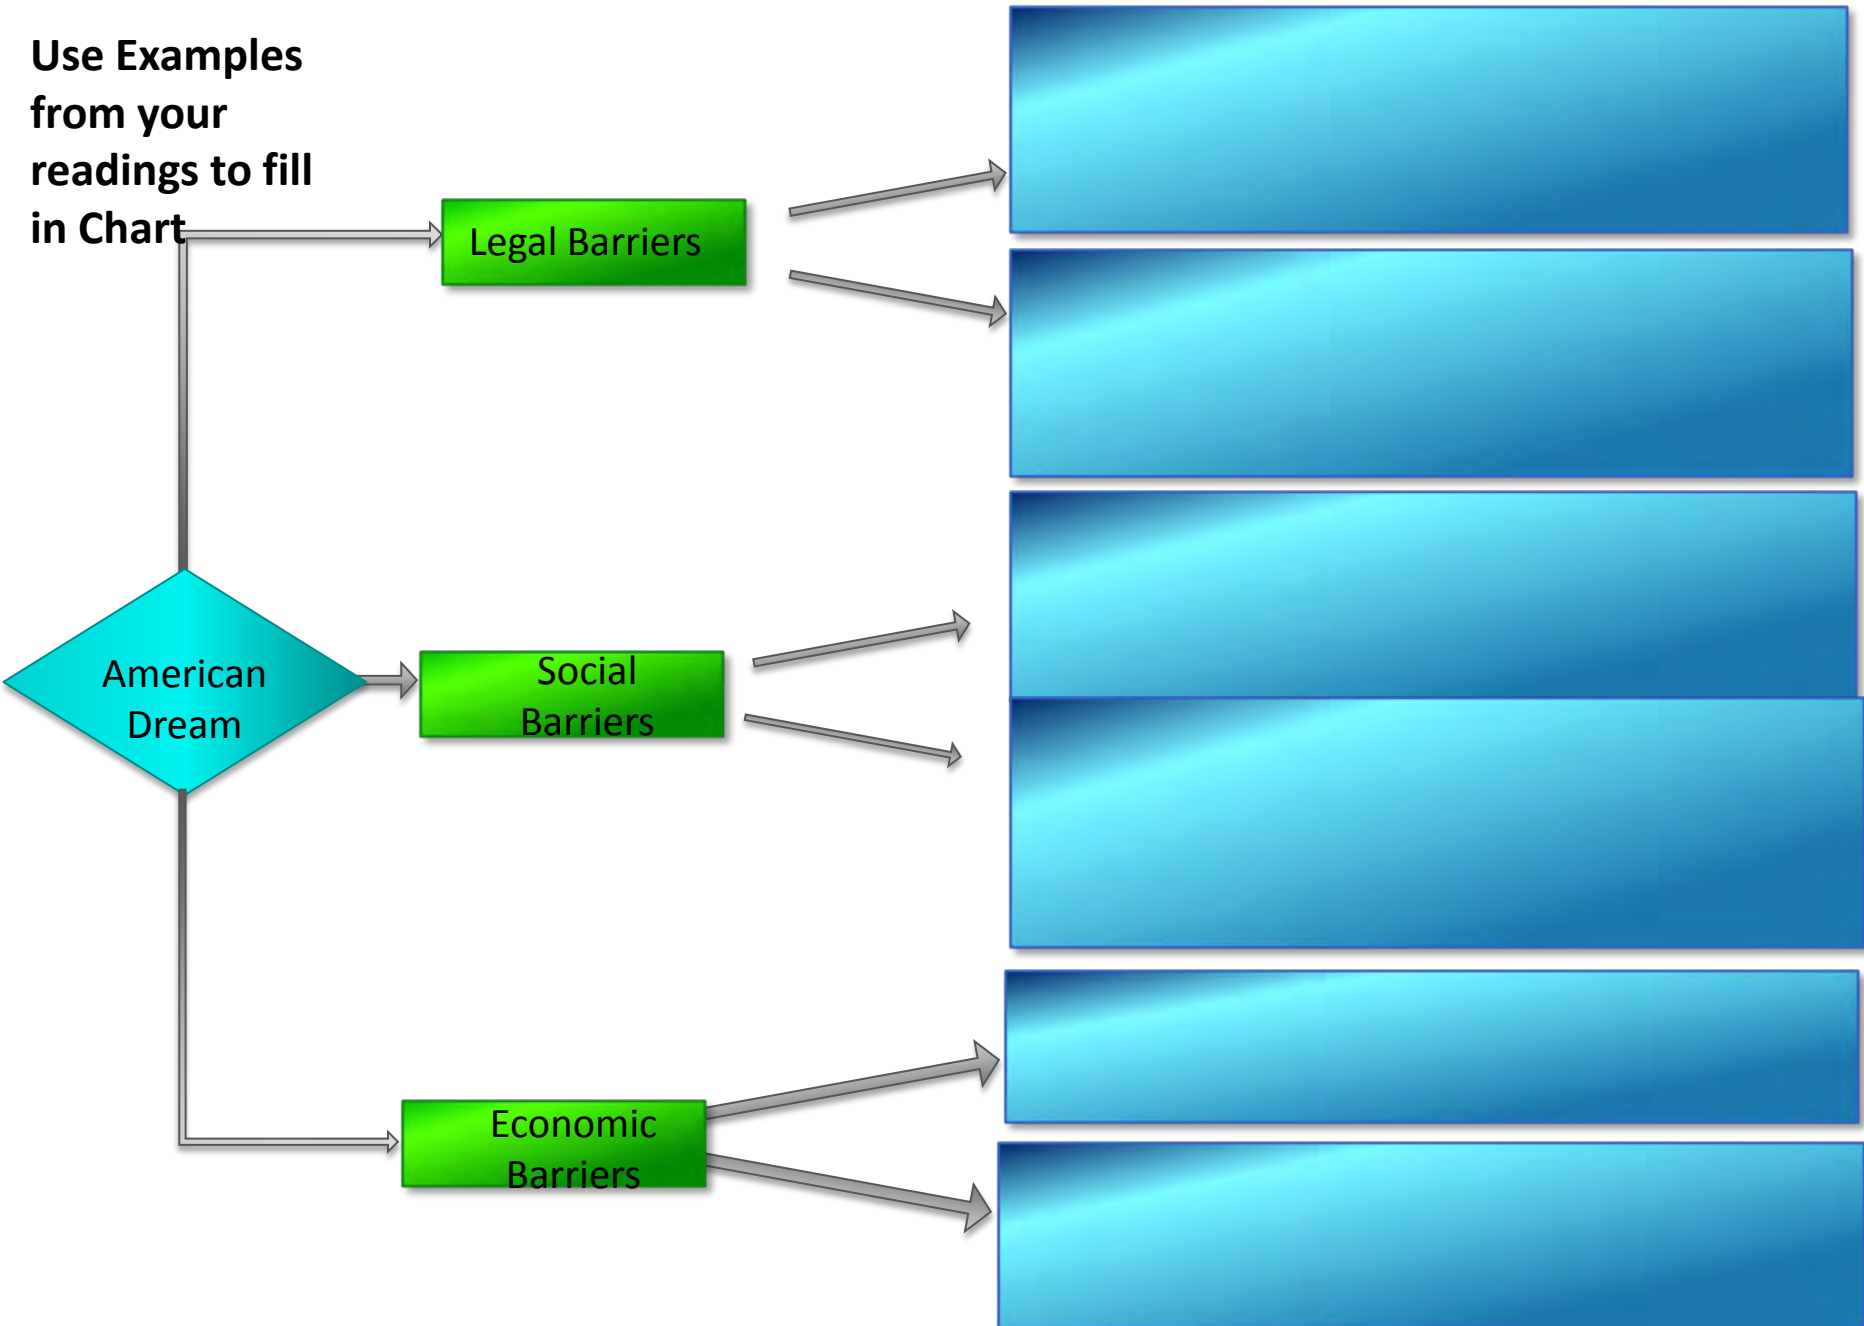 Use Examples
from your
readings to fill
in Chart
Legal Barriers
American
Dream
Social
Barriers
Economic
Barriers